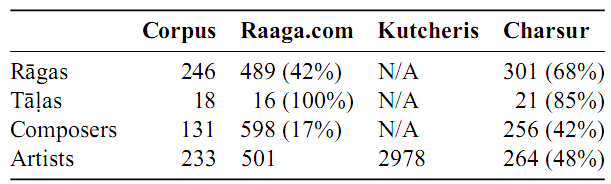 Corpus Raaga.com Kutcheris Charsur
Rāgas 246 489 (42%) N/A 301 (68%)
Tāḷas 18 16 (100%) N/A 21 (85%)
Composers 131 598 (17%) N/A 256 (42%)
Artists 233 501 2978 264 (48%)